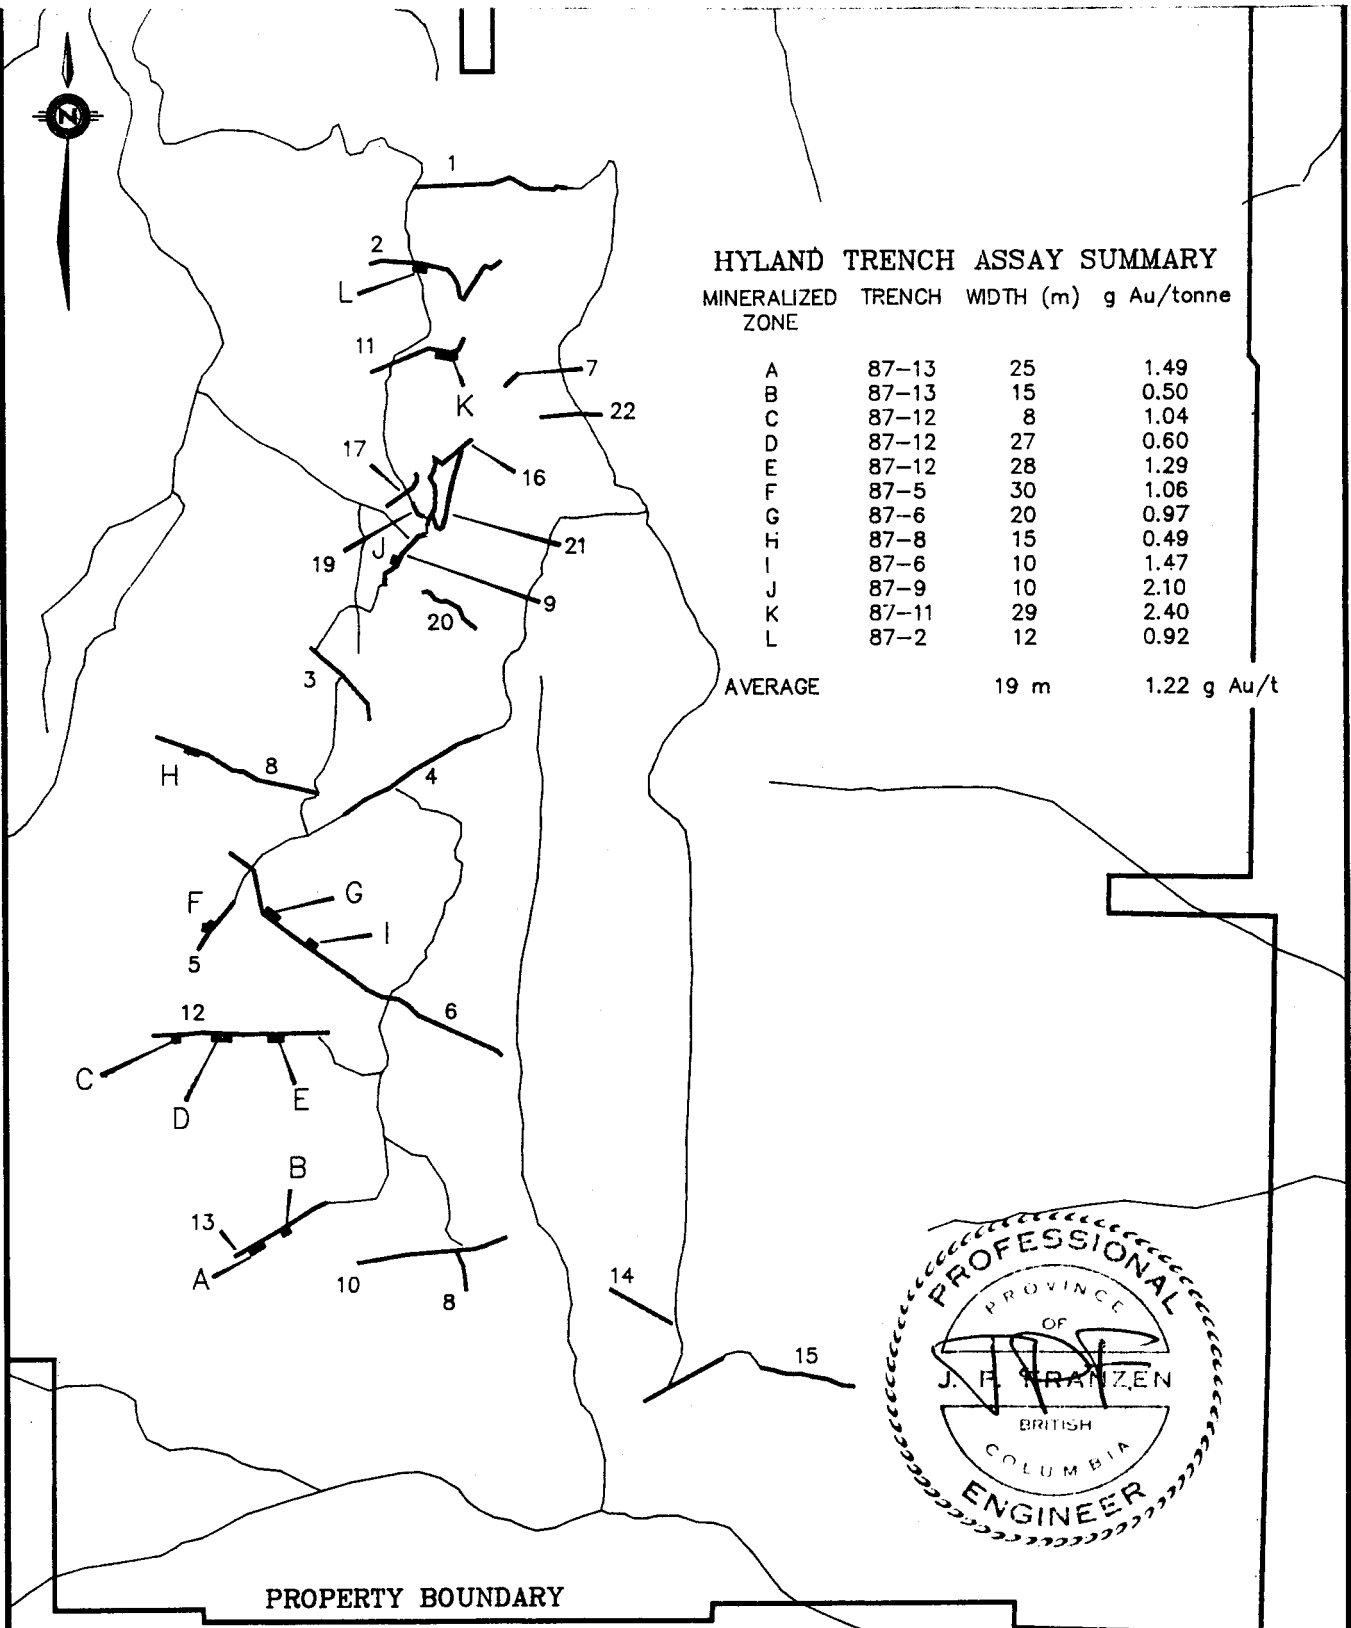 N
1
2
L
11
K
7
22
17
16
19
J
21
9
20
3
H
8
4
F
G
I
5
6
12
C
D
E
B
13
A
10
8
14
15
HYLAND TRENCH ASSAY SUMMARY
MINERALIZED ZONE TRENCH WIDTH (m) g Au/tonne
A 87-13 25 1.49
B 87-13 15 0.50
C 87-12 8 1.04
D 87-12 27 0.60
E 87-12 28 1.29
F 87-5 30 1.06
G 87-6 20 0.97
H 87-8 15 0.49
I 87-6 10 1.47
J 87-9 10 2.10
K 87-11 29 2.40
L 87-2 12 0.92
AVERAGE 19 m 1.22 g Au/t
PROFESSIONAL
PROVINCE
OF
J. F. FRANZEN
BRITISH
COLUMBIA
ENGINEER
PROPERTY BOUNDARY